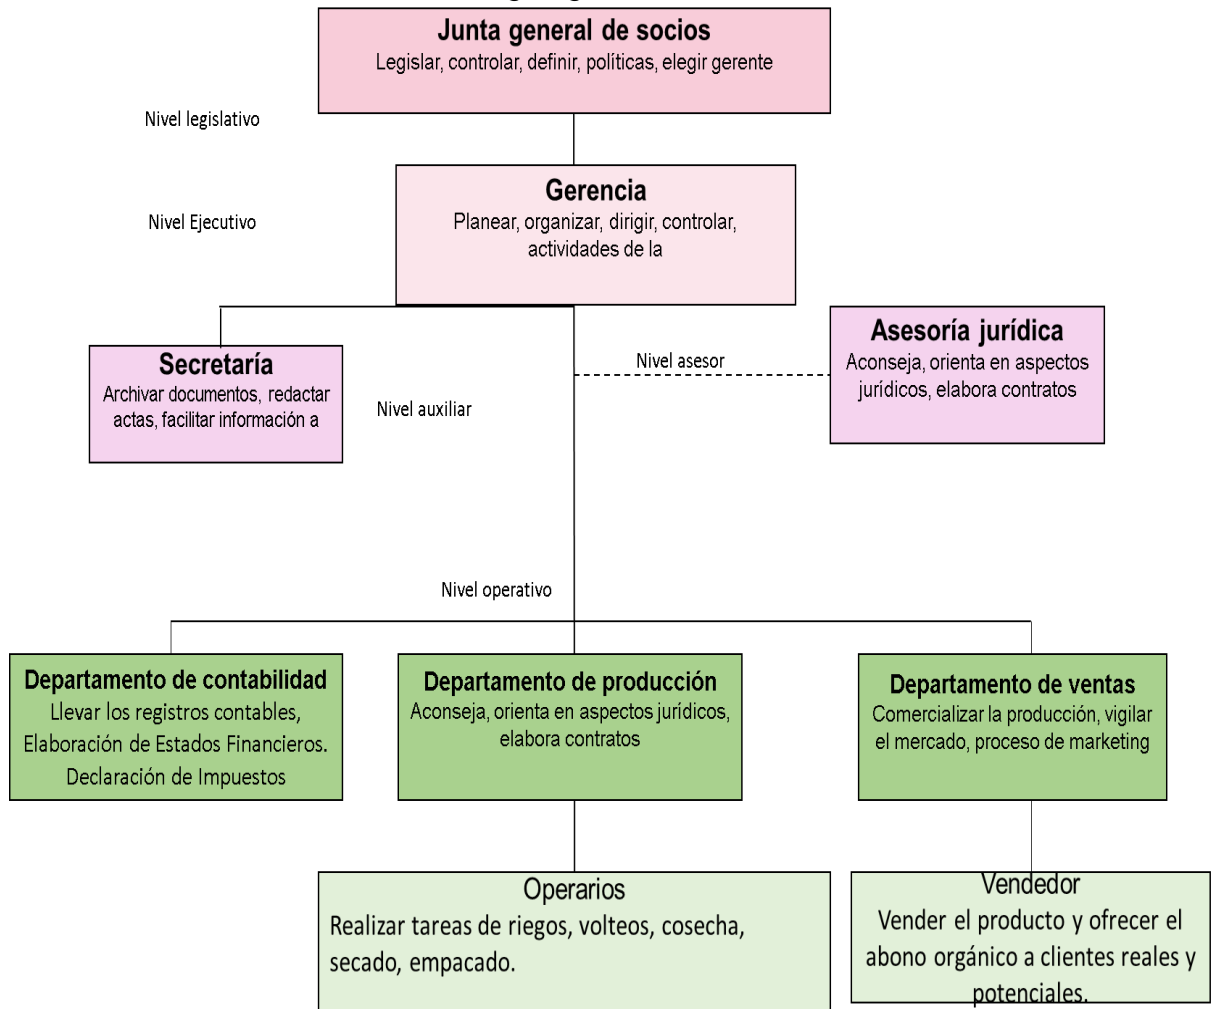 Junta general de socios
Legislar, controlar, definir, políticas, elegir gerente
Nivel legislativo
Gerencia
Planear, organizar, dirigir, controlar,
actividades de la
Nivel Ejecutivo
Secretaría
Archivar documentos, redactar
actas, facilitar información a
Nivel auxiliar
Nivel asesor
Asesoría jurídica
Aconseja, orienta en aspectos
jurídicos, elabora contratos
Nivel operativo
Departamento de contabilidad
Llevar los registros contables,
Elaboración de Estados Financieros.
Declaración de Impuestos
Departamento de producción
Aconseja, orienta en aspectos jurídicos,
elabora contratos
Departamento de ventas
Comercializar la producción, vigilar
el mercado, proceso de marketing
Operarios
Realizar tareas de riegos, volteos, cosecha,
secado, empacado.
Vendedor
Vender el producto y ofrecer el
abono orgánico a clientes reales y
potenciales.